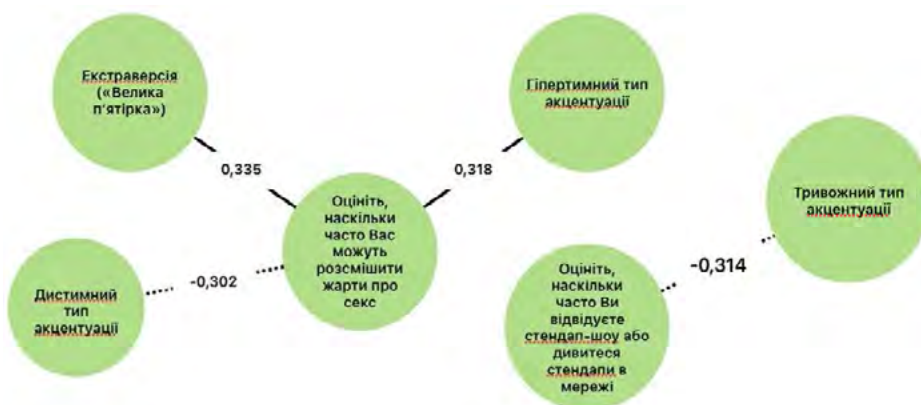 Екстраверсія
(«Велика
п'ятірка»)
Гіпертимний тип
акцентуації
0,335
0,318
Тривожний тип
акцентуації
Оцініть,
наскільки
часто Вас
можуть
розсмішити
жарти про
секс
-0,302
Дистимний
тип
акцентуації
-0,314
Оцініть,
наскільки
часто Ви
відвідуєте
стендап-шоу або
дивитеся
стендапи в
мережі